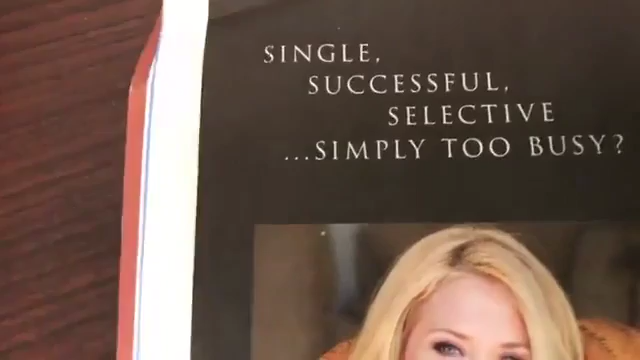 SINGLE,
SUCCESSFUL,
SELECTIVE
...SIMPLY TOO BUSY?